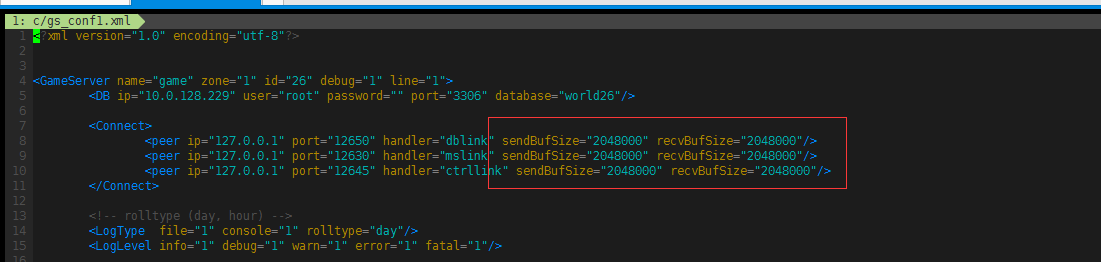 1: c/gs_conf1.xml
1 <?xml version="1.0" encoding="utf-8"?>
2
3
4 <GameServer name="game" zone="1" id="26" debug="1" line="1">
5 <DB ip="10.0.128.229" user="root" password="" port="3306" database="world26"/>
6
7 <Connect>
8 <peer ip="127.0.0.1" port="12650" handler="dblink" sendBufSize="2048000" recvBufSize="2048000"/>
9 <peer ip="127.0.0.1" port="12630" handler="mslink" sendBufSize="2048000" recvBufSize="2048000"/>
10 <peer ip="127.0.0.1" port="12645" handler="ctrllink" sendBufSize="2048000" recvBufSize="2048000"/>
11 </Connect>
12
13 <!-- rolltype (day, hour) -->
14 <LogType  file="1" console="1" rolltype="day"/>
15 <LogLevel info="1" debug="1" warn="1" error="1" fatal="1"/>
16